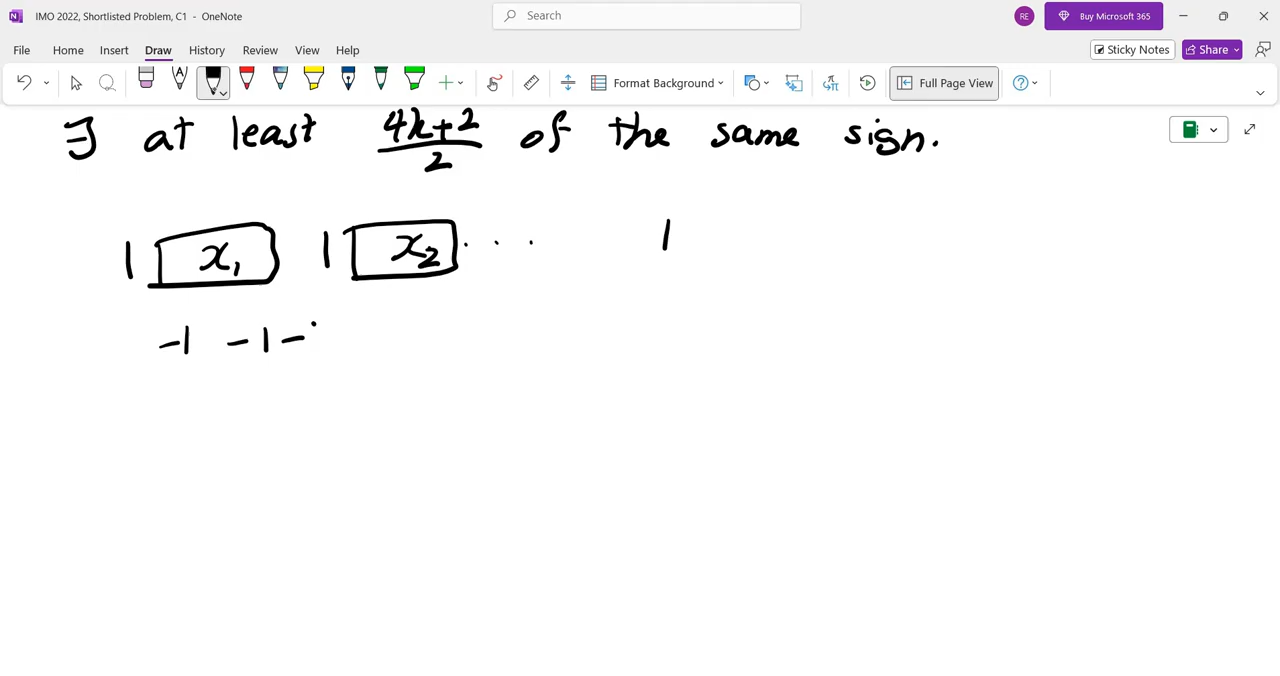 IMO 2022, Shortlisted Problem, C1 - OneNote
Search
RE
Buy Microsoft 365
File Home Insert Draw History Review View Help
Sticky Notes
Share
Format Background
Full Page View
∃ at least (4k+2)/2 of the same sign.
1 x₁ 1 x₂ ... 1
-1 -1 -